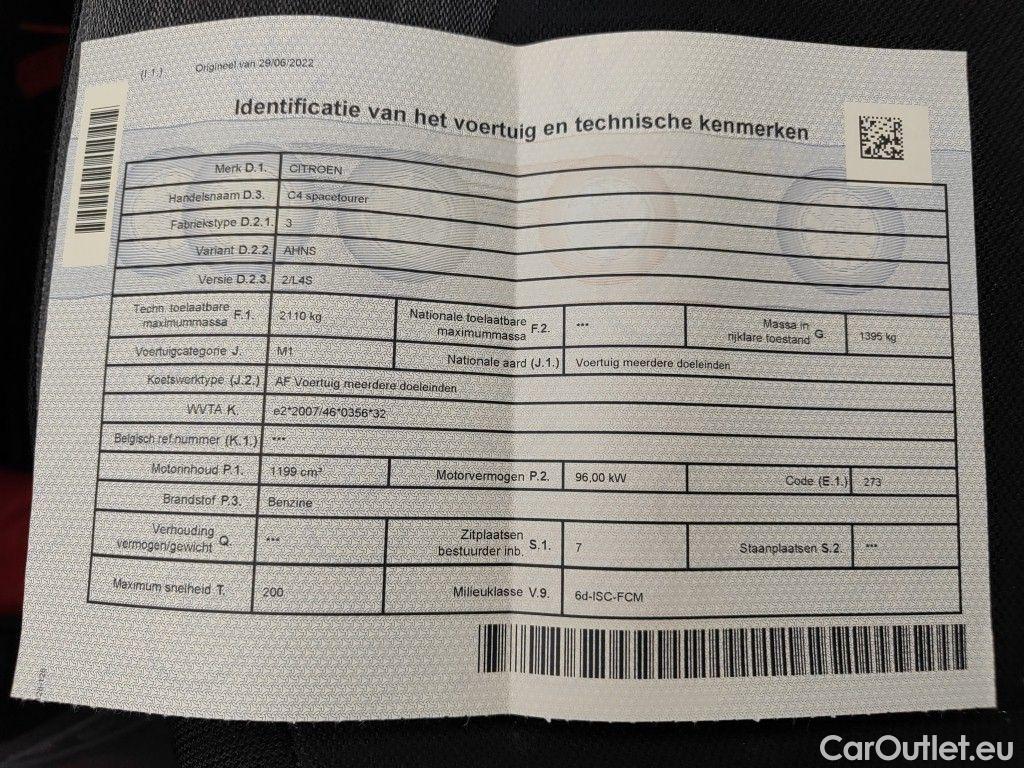 (I.1.) Origineel van 29/06/2022
Identificatie van het voertuig en technische kenmerken
Merk D.1. CITROEN
Handelsnaam D.3. C4 spacetourer
Fabriekstype D.2.1. 3
Variant D.2.2. AHNS
Versie D.2.3. 2/L4S
Techn. toelaatbare maximummassa F.1. 2110 kg Nationale toelaatbare maximummassa F.2. *** Massa in rijklare toestand G. 1395 kg
Voertuigcategorie J. M1 Nationale aard (J.1.) Voertuig meerdere doeleinden
Koetswerktype (J.2.) AF Voertuig meerdere doeleinden
WVTA K. e2*2007/46*0356*32
Belgisch ref.nummer (K.1.) ***
Motorinhoud P.1. 1199 cm³ Motorvermogen P.2. 96,00 kW Code (E.1.) 273
Brandstof P.3. Benzine
Verhouding vermogen/gewicht Q. *** Zitplaatsen bestuurder inb. S.1. 7 Staanplaatsen S.2. ***
Maximum snelheid T. 200 Milieuklasse V.9. 6d-ISC-FCM
CarOutlet.eu